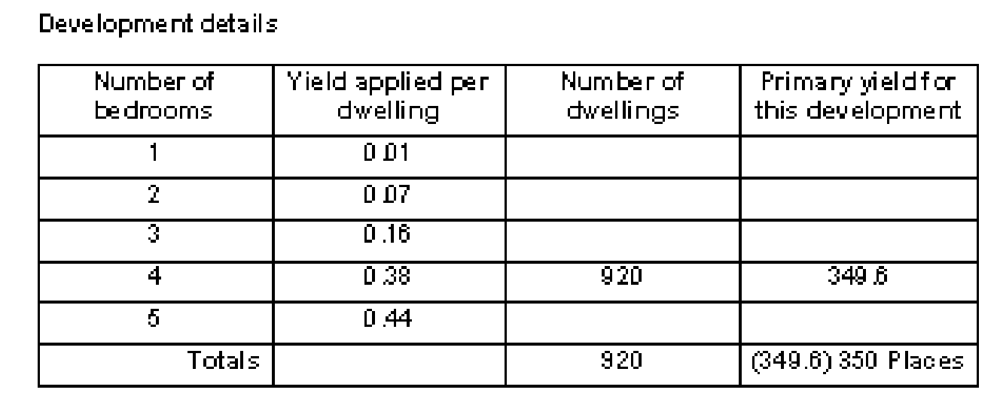 Development details
Number of bedrooms Yield applied per dwelling Number of dwellings Primary yield for this development
1 0.01
2 0.07
3 0.16
4 0.38 920 349.6
5 0.44
Totals 920 (349.6) 350 Places